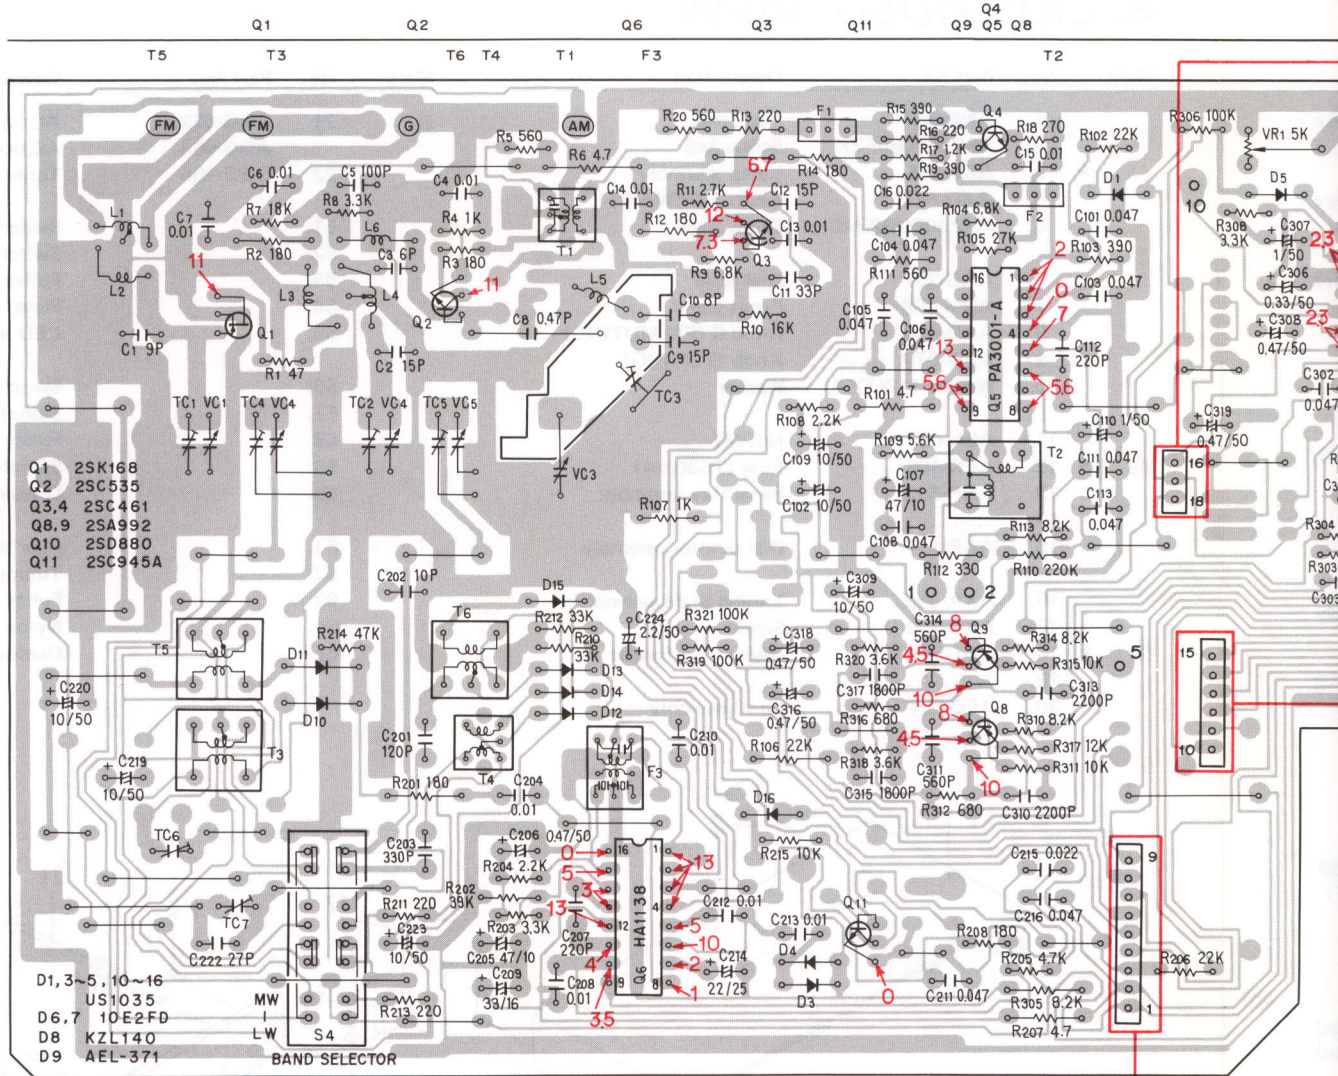 Q1 Q2 Q6 Q3 Q11 Q9 Q4 Q5 Q8
T5 T3 T6 T4 T1 F3 T2
FM FM G AM
R5 560
R20 560
R13 220
F1
R15 390
R16 220
R17 1.2K
R19 390
Q4
R18 270
C15 0.01
R102 22K
R306 100K
VR1 5K
R6 4.7
R14 180
C6 0.01
C5 100P
C4 0.01
C14 0.01
R11 2.7K
6.7
C12 15P
C16 0.022
F2
D1
10
D5
L1
C7 0.01
R7 18K
R8 3.3K
R4 1K
T1
R12 180
12
7.3
C13 0.01
R104 6.8K
C101 0.047
R308 3.3K
C307 1/50
23
R2 180
L6
C3 6P
R3 180
Q3
C104 0.047
R105 27K
R103 390
11
L2
L3
L4
11
L5
R9 6.8K
C11 33P
R111 560
16
1
2
C103 0.047
C306 0.33/50
C1 9P
Q1
Q2
C8 0.47P
C10 8P
R10 16K
C105 0.047
C106 0.047
0
7
4
C308 0.47/50
23
R1 47
C2 15P
C9 15P
TC3
13
12
5.6
9
Q5 PA3001-A
8
5.6
C112 220P
C302 0.047
TC1 VC1 TC4 VC4 TC2 VC4 TC5 VC5
R101 4.7
R108 2.2K
C110 1/50
C319 0.47/50
Q1 2SK168
Q2 2SC535
Q3,4 2SC461
Q8,9 2SA992
Q10 2SD880
Q11 2SC945A
VC3
C109 10/50
R109 5.6K
T2
C111 0.047
16
18
C102 10/50
C107 47/10
R107 1K
C113 0.047
C108 0.047
R113 8.2K
R304
R112 330
R110 220K
R303
C202 10P
D15
C309 10/50
1
2
C303
T6
R212 33K
C224 2.2/50
R321 100K
C314 560P
8
Q9
T5
D11
R214 47K
R210 33K
C318 0.47/50
R314 8.2K
5
15
R319 100K
R320 3.6K
4.5
R315 10K
D13
C220 10/50
D14
C317 1800P
10
C313 2200P
D10
D12
C316 0.47/50
R316 680
8
Q8
R310 8.2K
T3
C201 120P
T4
F3
C210 0.01
R106 22K
4.5
R317 12K
R318 3.6K
C311 560P
R311 10K
10
C219 10/50
C315 1800P
10
R201 180
C204 0.01
R312 680
C310 2200P
D16
TC6
C203 330P
C206 0.47/50
0
16
1
13
R215 10K
9
R204 2.2K
5
C215 0.022
R202 39K
3
R211 220
13
12
4
C212 0.01
C216 0.047
TC7
R203 3.3K
5
Q11
C213 0.01
C222 27P
C223 10/50
C205 47/10
C207 220P
HA1138
10
R208 180
D4
4
2
C214 22/25
R205 4.7K
R206 22K
D1,3~5,10~16
US1035
D6,7 10E2FD
D8 KZL140
D9 AEL-371
C209 33/16
C208 0.01
9
Q6
8
1
D3
0
C211 0.047
R305 8.2K
1
MW
I
LW
R213 220
3.5
R207 4.7
S4
BAND SELECTOR